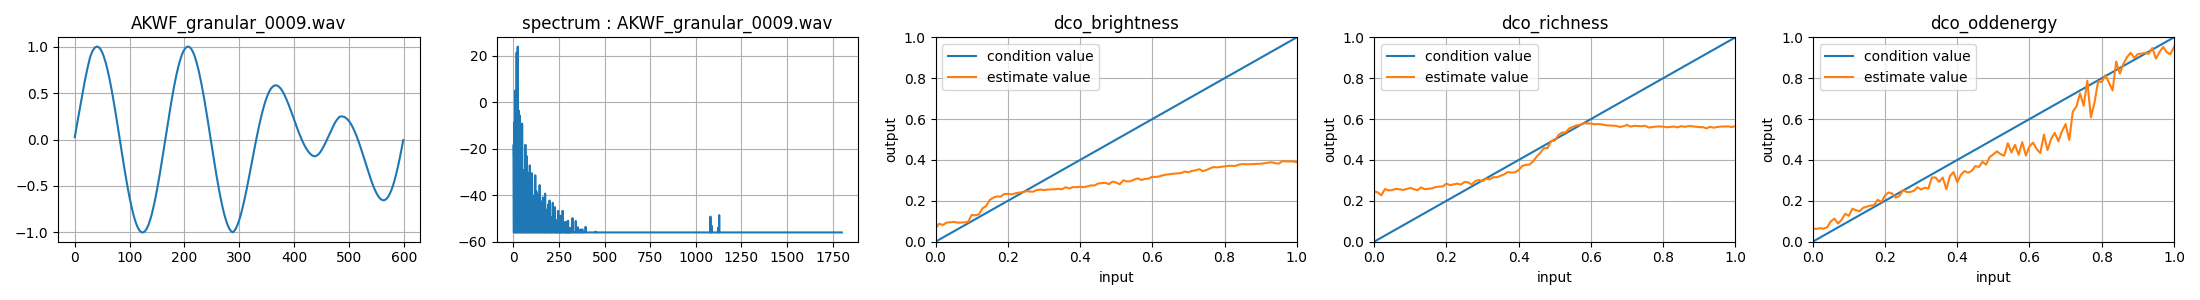 AKWF_granular_0009.wav
1.0
0.5
0.0
−0.5
−1.0
0 100 200 300 400 500 600
spectrum : AKWF_granular_0009.wav
20
0
−20
−40
−60
0 250 500 750 1000 1250 1500 1750
dco_brightness
condition value
estimate value
output
1.0
0.8
0.6
0.4
0.2
0.0
0.0 0.2 0.4 0.6 0.8 1.0
input
dco_richness
condition value
estimate value
output
1.0
0.8
0.6
0.4
0.2
0.0
0.0 0.2 0.4 0.6 0.8 1.0
input
dco_oddenergy
condition value
estimate value
output
1.0
0.8
0.6
0.4
0.2
0.0
0.0 0.2 0.4 0.6 0.8 1.0
input